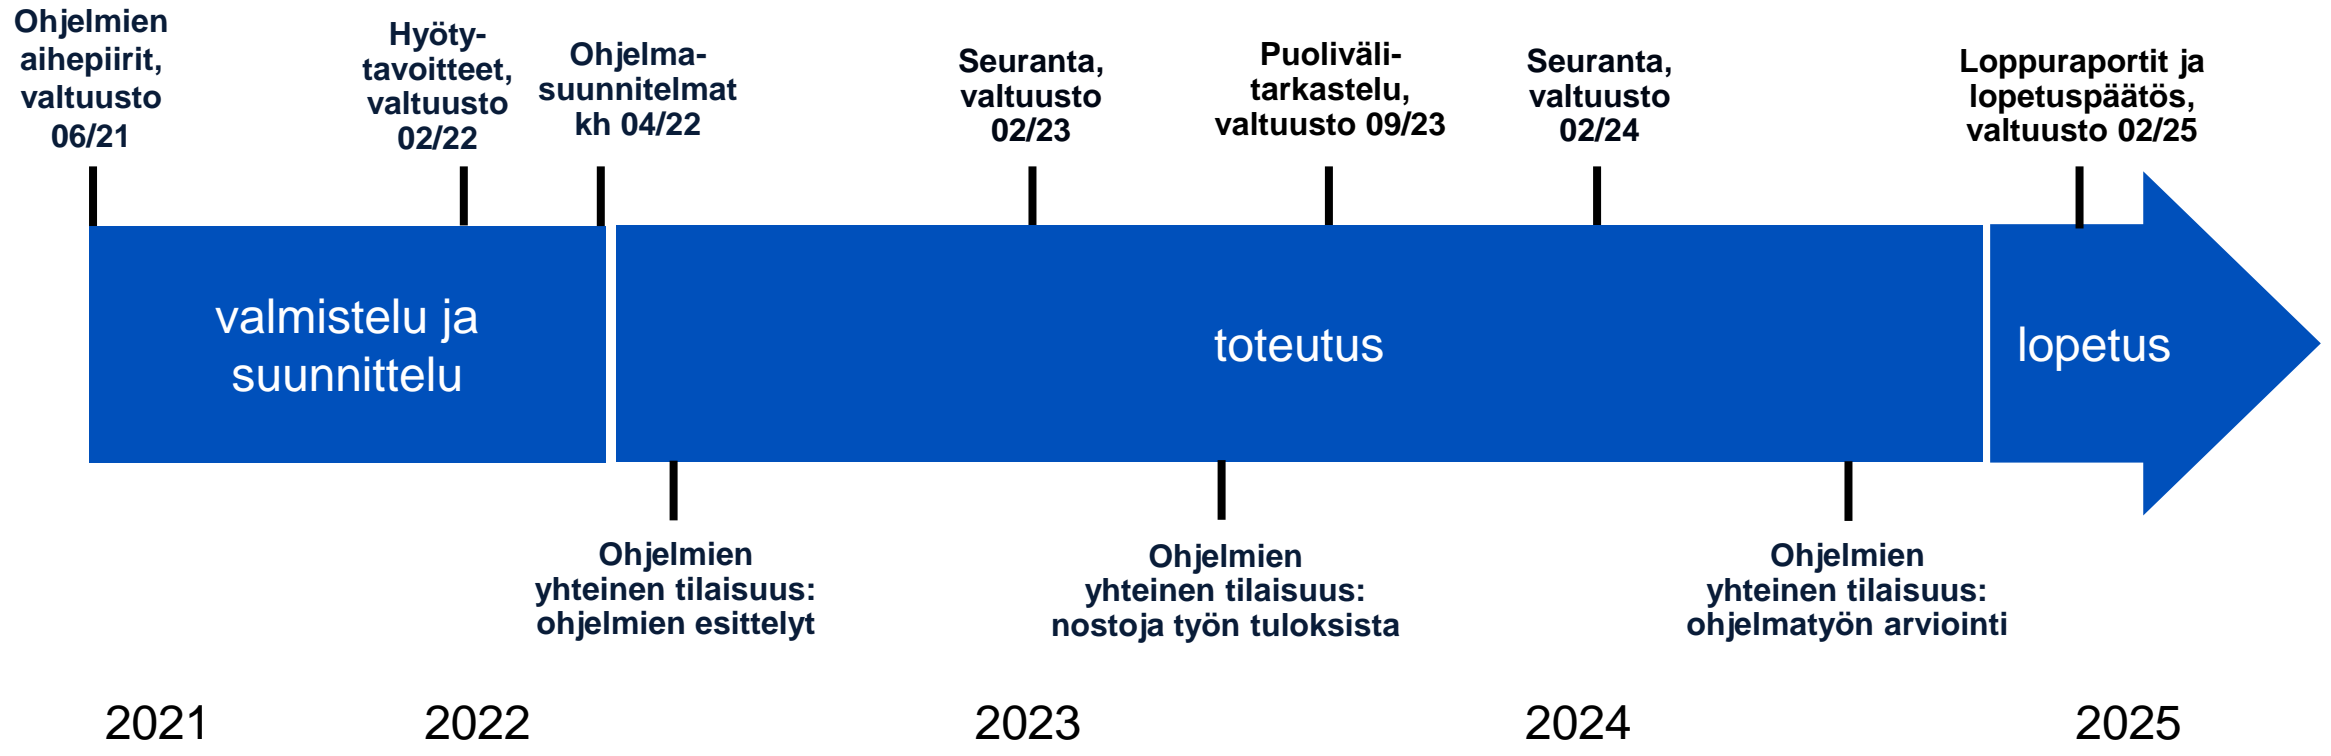 Ohjelmien
aihepiirit,
valtuusto
06/21
Hyöty-
tavoitteet,
valtuusto
02/22
Ohjelma-
suunnitelmat
kh 04/22
Seuranta,
valtuusto
02/23
Puoliväli-
tarkastelu,
valtuusto 09/23
Seuranta,
valtuusto
02/24
Loppuraportit ja
lopetuspäätös,
valtuusto 02/25
valmistelu ja
suunnittelu
toteutus
lopetus
Ohjelmien
yhteinen tilaisuus:
ohjelmien esittelyt
Ohjelmien
yhteinen tilaisuus:
nostoja työn tuloksista
Ohjelmien
yhteinen tilaisuus:
ohjelmatyön arviointi
2021
2022
2023
2024
2025